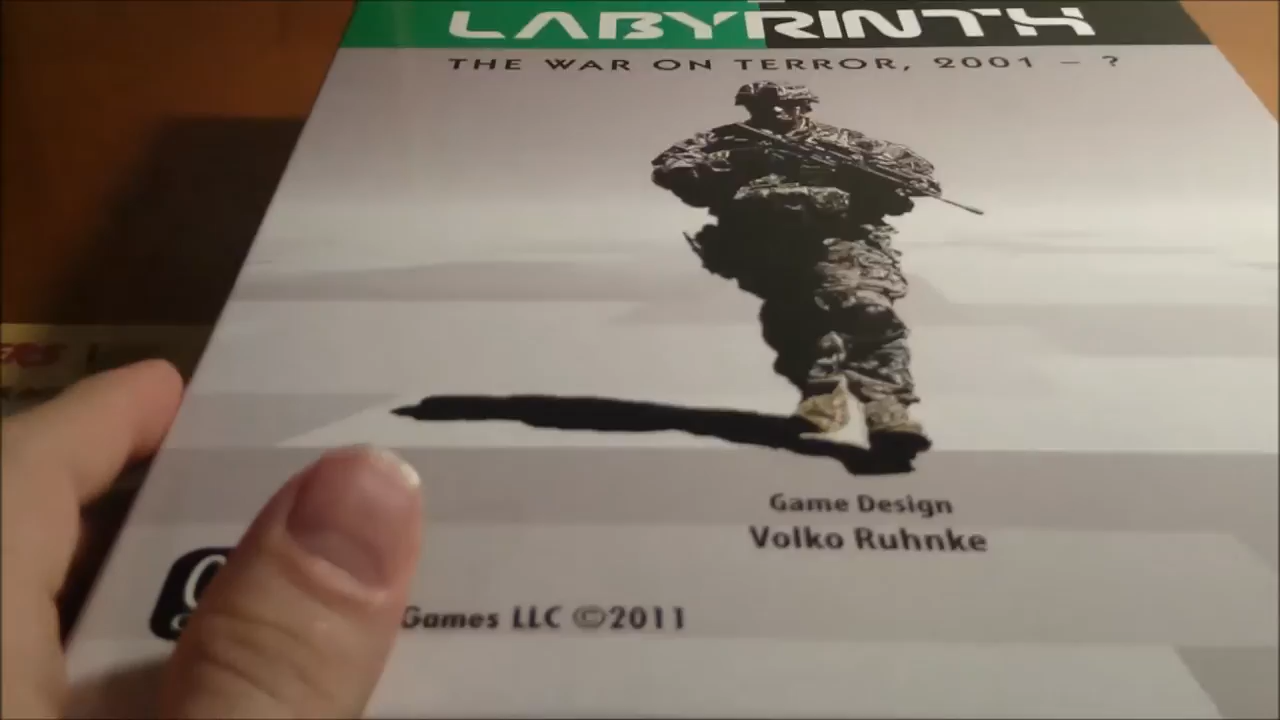 LABYRINTH
THE WAR ON TERROR, 2001 – ?
Game Design
Volko Ruhnke
Games LLC ©2011